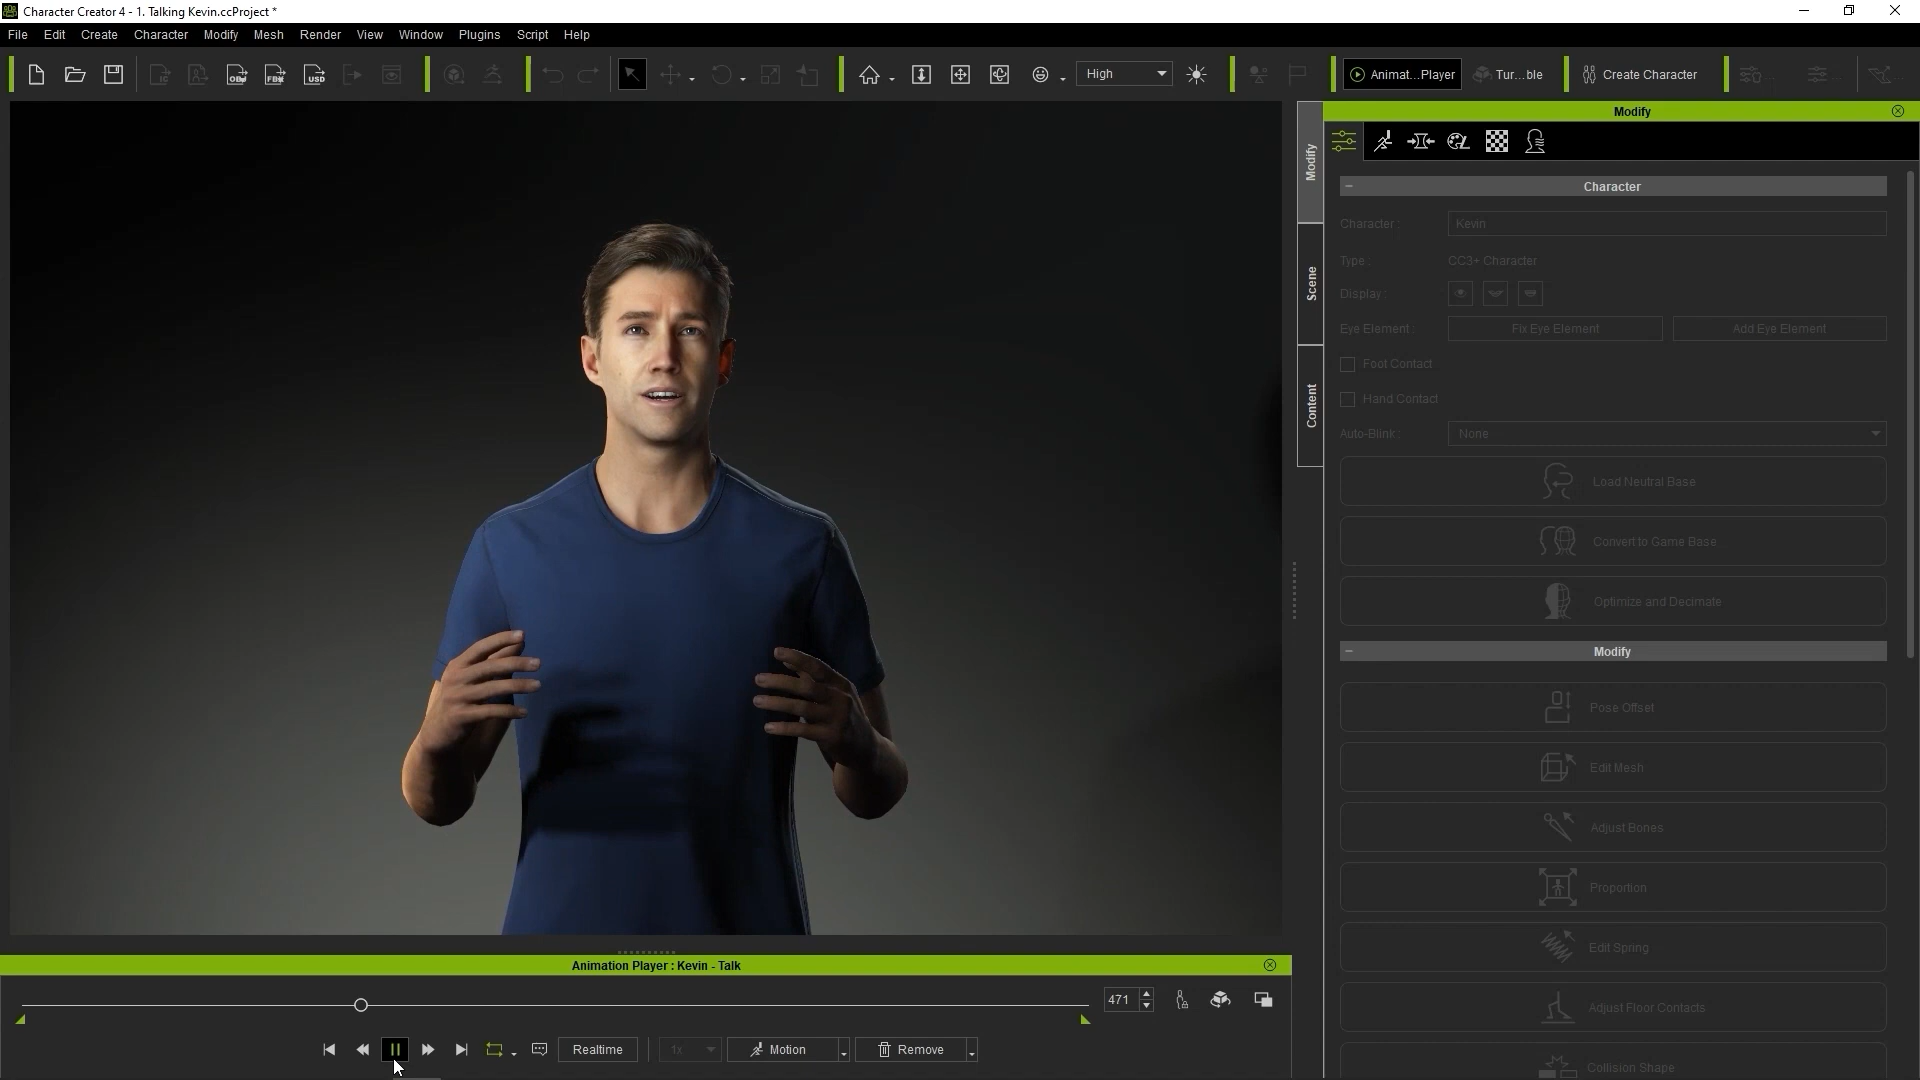 Character Creator 4 - 1. Talking Kevin.ccProject *
File Edit Create Character Modify Mesh Render View Window Plugins Script Help
OBJ FBX USD High Animat...Player Tur...ble Create Character
Modify
Modify
Scene
Content
Character
Character : Kevin
Type : CC3+ Character
Display :
Eye Element : Fix Eye Element Add Eye Element
Foot Contact
Hand Contact
Auto-Blink : None
Load Neutral Base
Convert to Game Base...
Optimize and Decimate
Modify
Pose Offset
Edit Mesh
Adjust Bones
Proportion
Edit Spring
Adjust Floor Contacts
Collision Shape
Animation Player : Kevin - Talk
471
Realtime 1x Motion Remove